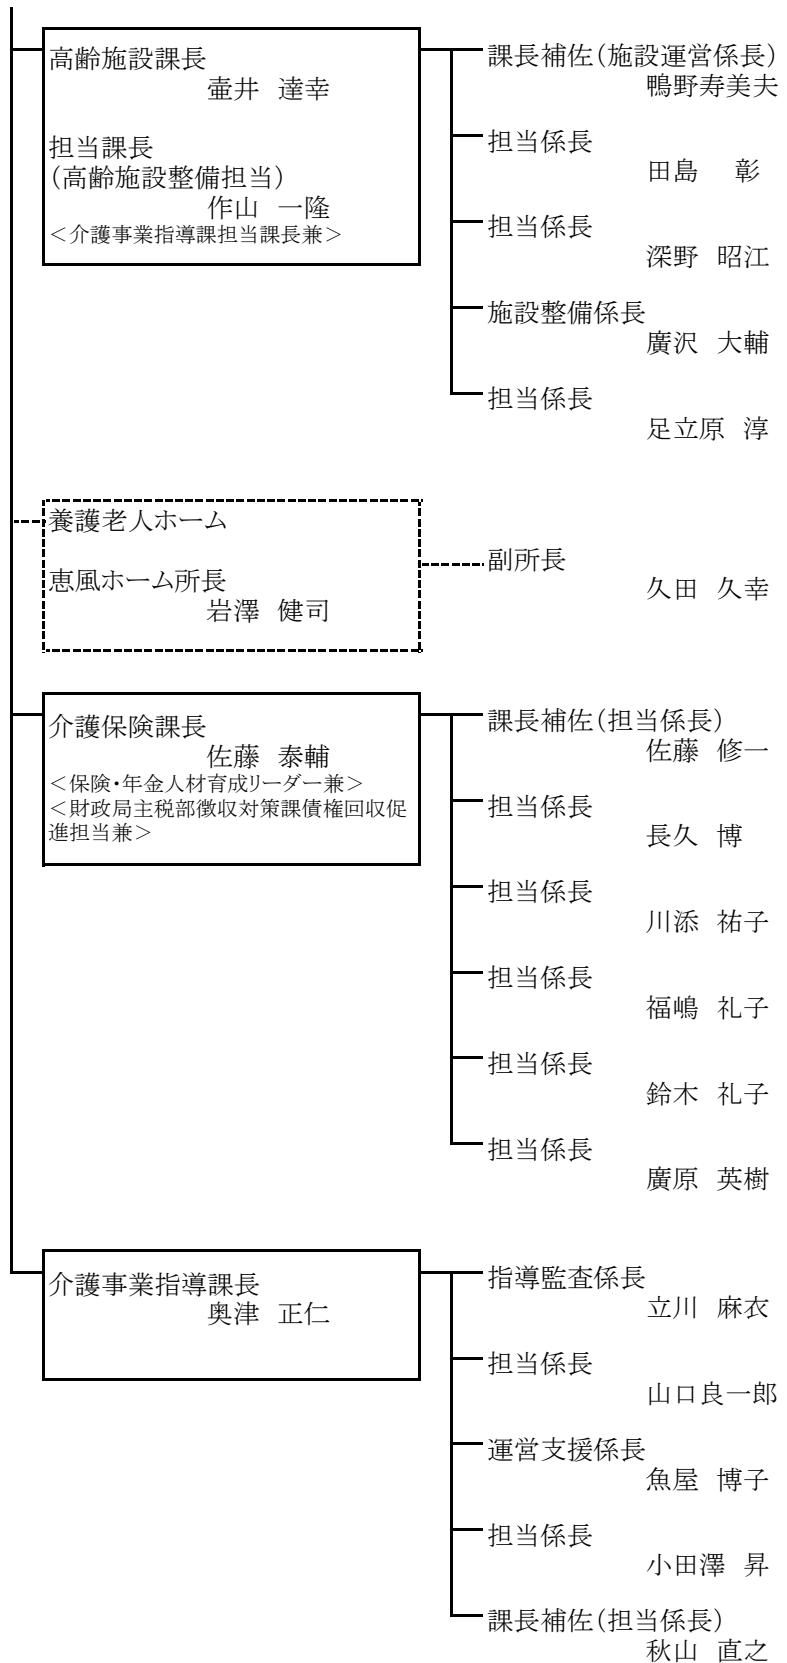 高齢施設課長
壷井 達幸
担当課長
(高齢施設整備担当)
作山 一隆
<介護事業指導課担当課長兼>
課長補佐(施設運営係長)
鴨野寿美夫
担当係長
田島 彰
担当係長
深野 昭江
施設整備係長
廣沢 大輔
担当係長
足立原 淳
養護老人ホーム
恵風ホーム所長
岩澤 健司
副所長
久田 久幸
介護保険課長
佐藤 泰輔
<保険・年金人材育成リーダー兼>
<財政局主税部徴収対策課債権回収促
進担当兼>
課長補佐(担当係長)
佐藤 修一
担当係長
長久 博
担当係長
川添 祐子
担当係長
福嶋 礼子
担当係長
鈴木 礼子
担当係長
廣原 英樹
介護事業指導課長
奥津 正仁
指導監査係長
立川 麻衣
担当係長
山口良一郎
運営支援係長
魚屋 博子
担当係長
小田澤 昇
課長補佐(担当係長)
秋山 直之